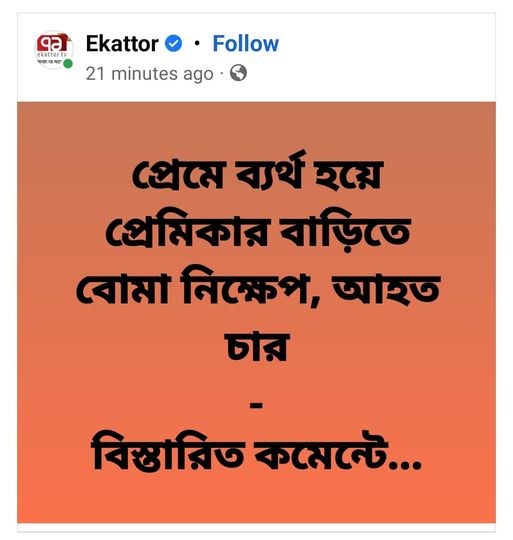 Ekattor • Follow
21 minutes ago ·
প্রেমে ব্যর্থ হয়ে
প্রেমিকার বাড়িতে
বোমা নিক্ষেপ, আহত
চার
-
বিস্তারিত কমেন্টে...